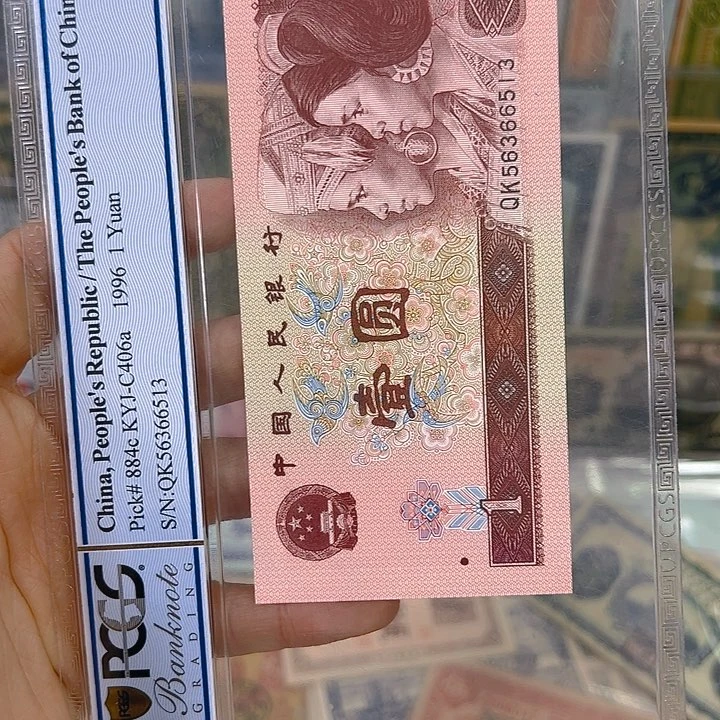 PCGS
Banknote
GRADING
China, People's Republic / The People's Bank of Chin
Pick# 884c KYJ-C406a 1996 1 Yuan
S/N:QK56366513
中国人民银行
壹圆
1
QK56366513
PCGS
PCGS